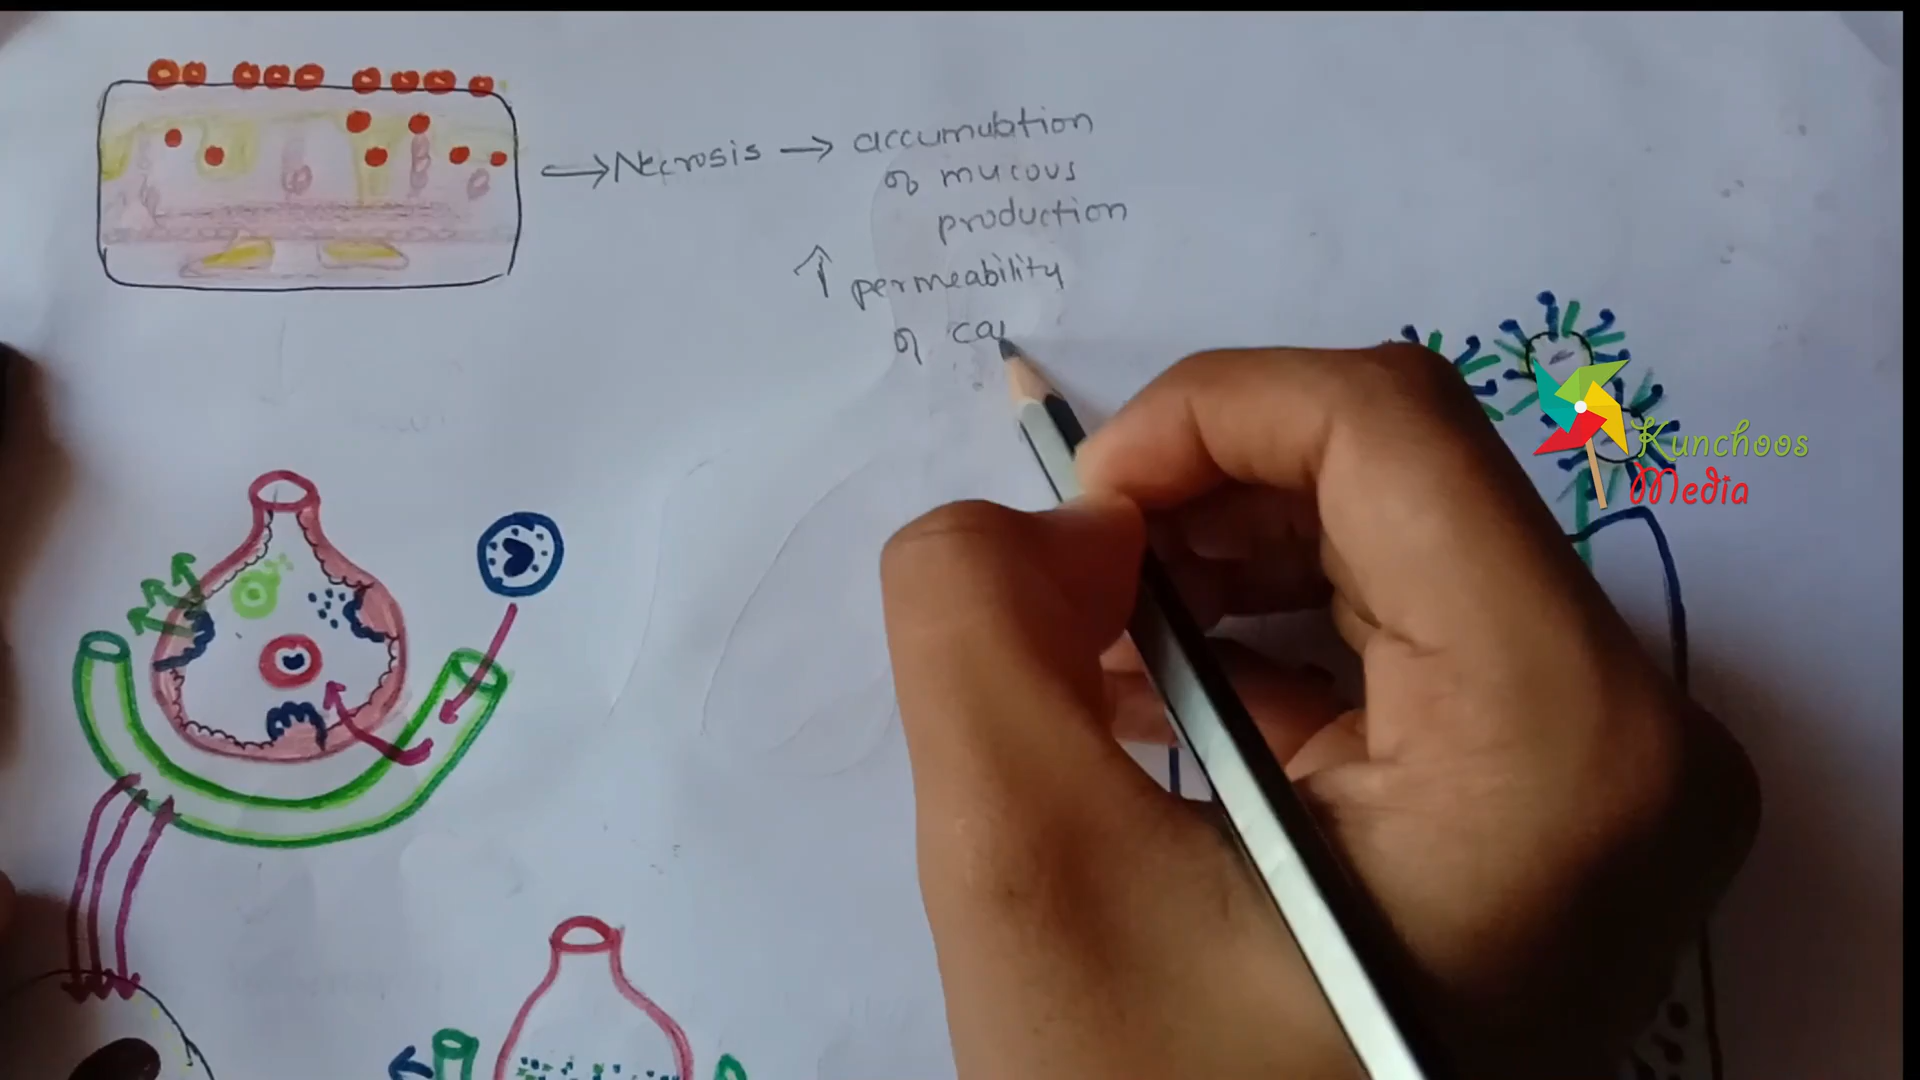 → Necrosis → accumulation
of mucous
production
↑ permeability
of ca
Kunchoos
Media